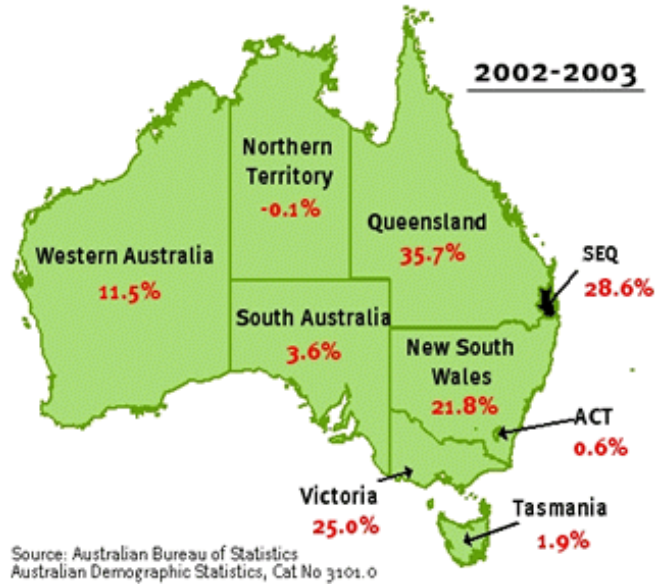 2002-2003
Northern
Territory
-0.1%
Queensland
35.7%
SEQ
28.6%
Western Australia
11.5%
South Australia
3.6%
New South
Wales
21.8%
ACT
0.6%
Victoria
25.0%
Tasmania
1.9%
Source: Australian Bureau of Statistics
Australian Demographic Statistics, Cat No 3101.0